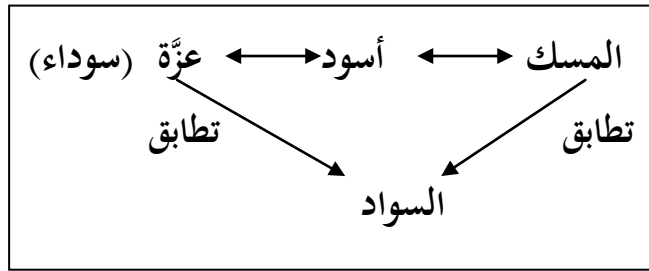 المسك أسود عزَّة (سوداء)
تطابق تطابق
السواد